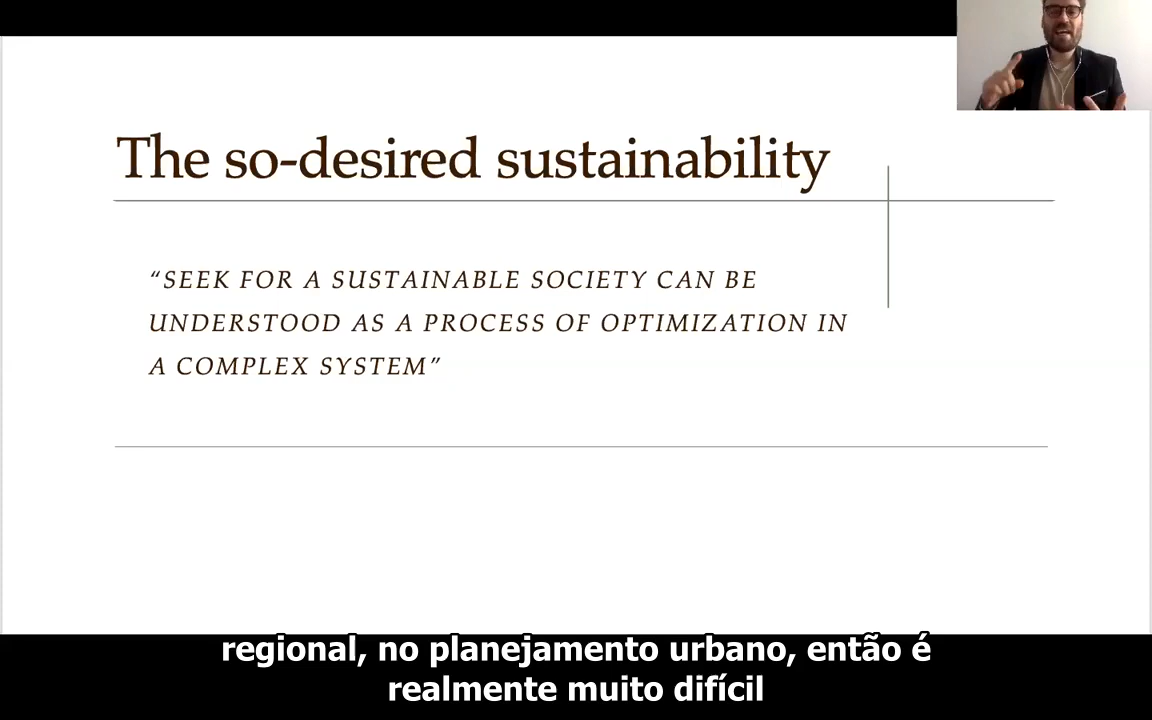 The so-desired sustainability
“SEEK FOR A SUSTAINABLE SOCIETY CAN BE
UNDERSTOOD AS A PROCESS OF OPTIMIZATION IN
A COMPLEX SYSTEM”
regional, no planejamento urbano, então é
realmente muito difícil